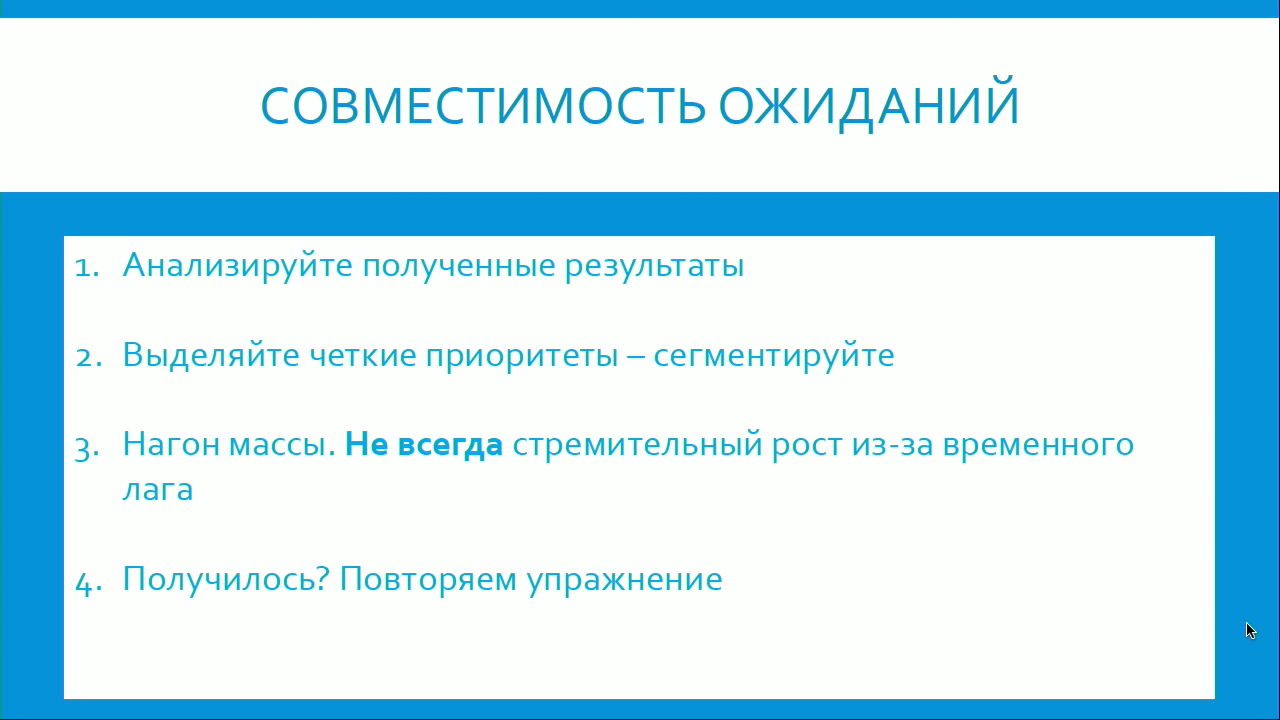 СОВМЕСТИМОСТЬ ОЖИДАНИЙ
1. Анализируйте полученные результаты
2. Выделяйте четкие приоритеты – сегментируйте
3. Нагон массы. Не всегда стремительный рост из-за временного
лага
4. Получилось? Повторяем упражнение